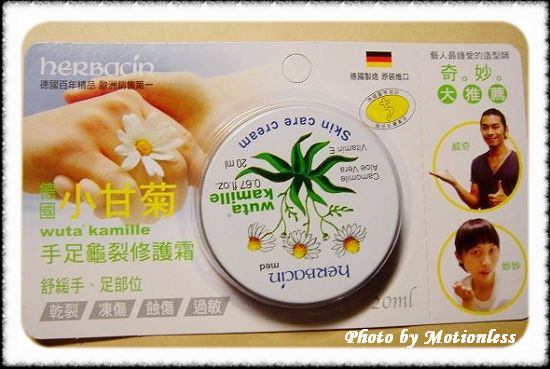 herbacin
德國百年精品 歐洲銷售第一
德國
小甘菊
wuta kamille
手足龜裂修護霜
舒緩手、足部位
乾裂 凍傷 蝕傷 過敏
herbacin
med
wuta
kamille
Camomile
Aloe Vera
Vitamin E
20 ml
0.67 fl.oz.
Skin care cream
20ml
德國製造 原裝進口
藝人最鍾愛的造型師
奇。妙。
大推薦
威奇
妙妙
Photo by Motionless